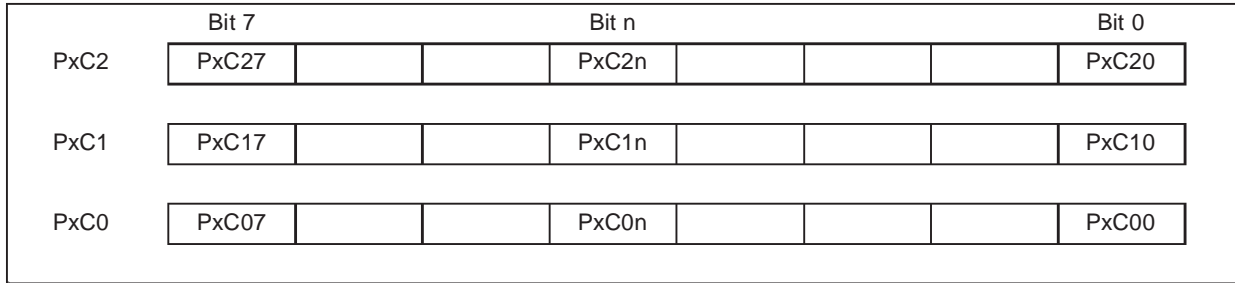 Bit 7 Bit n Bit 0
PxC2 PxC27 PxC2n PxC20
PxC1 PxC17 PxC1n PxC10
PxC0 PxC07 PxC0n PxC00